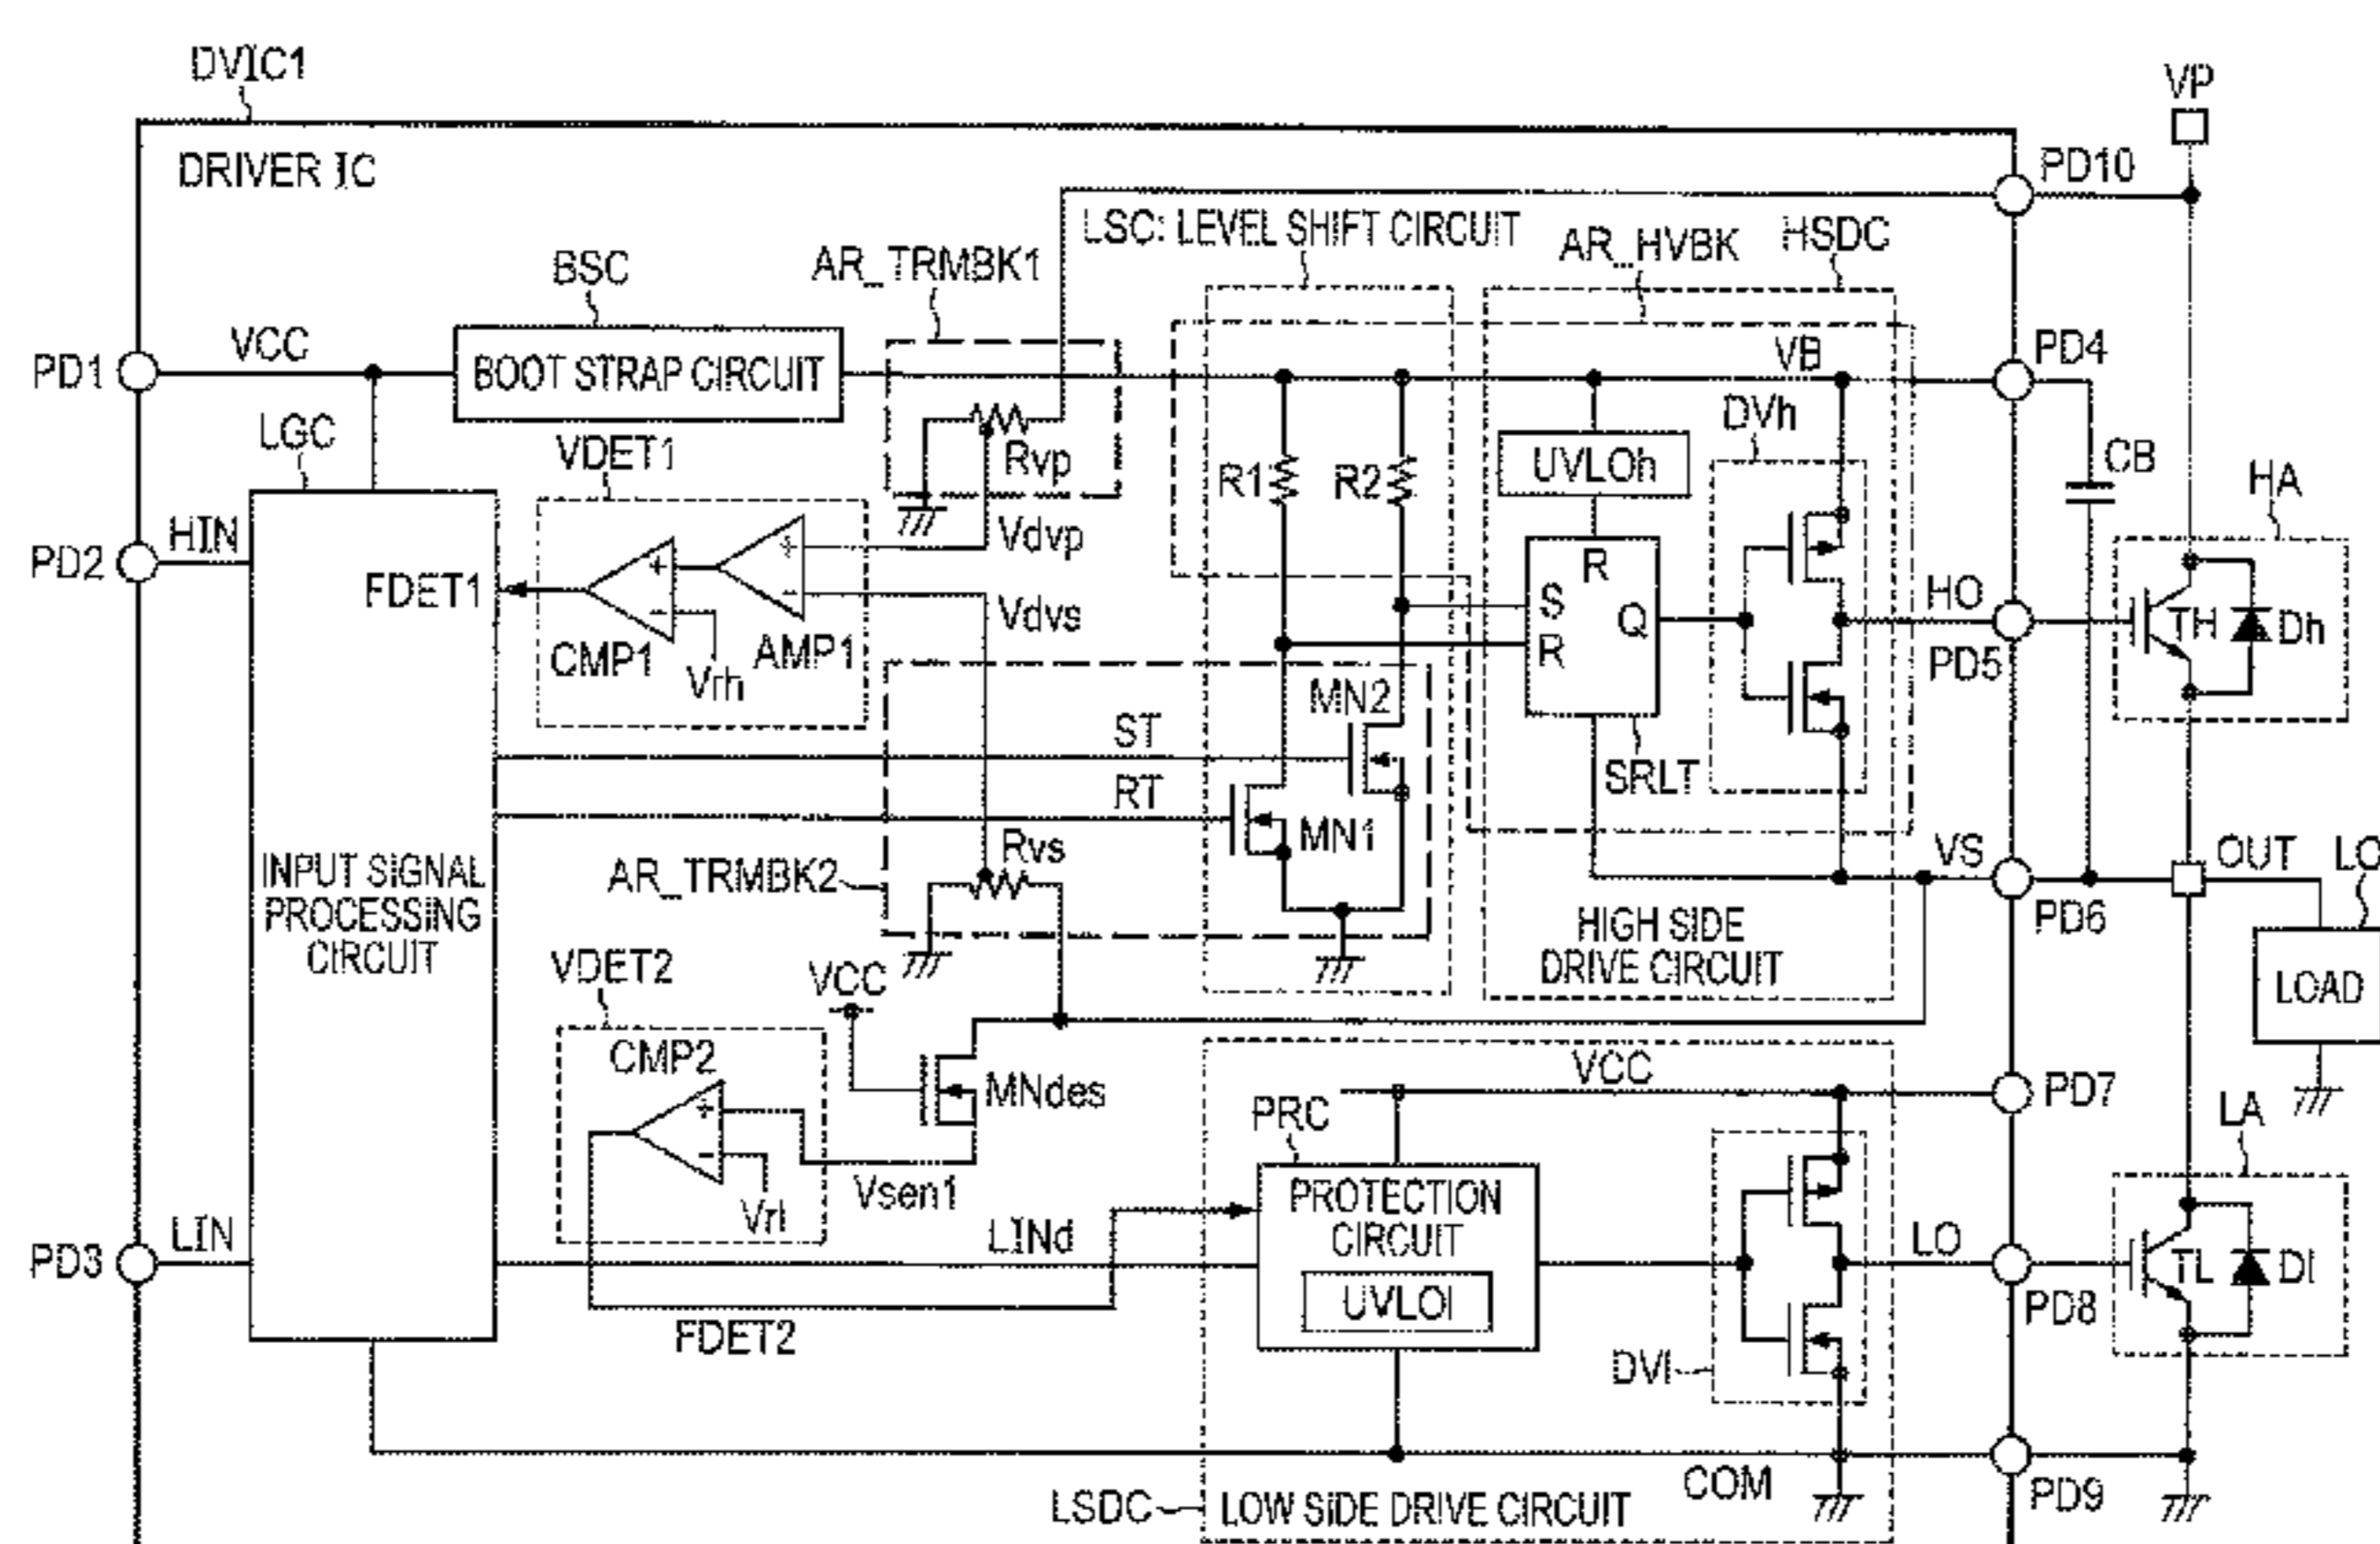 DVIC1
VP
DRIVER IC
PD10
LSC: LEVEL SHIFT CIRCUIT
AR_HVBK
HSDC
BSC
AR_TRMBK1
PD1
VCC
BOOT STRAP CIRCUIT
VB
PD4
LGC
VDET1
Rvp
DVh
CB
R1
R2
UVLOh
HA
PD2
HIN
Vdvp
FDET1
+
+
R
S
Q
HO
TH
Dh
-
-
Vdvs
CMP1
AMP1
R
PD5
Vrh
MN2
ST
SRLT
RT
MN1
Rvs
INPUT SIGNAL
PROCESSING
CIRCUIT
AR_TRMBK2
VS
OUT
LO
PD6
HIGH SIDE
DRIVE CIRCUIT
VDET2
VCC
LOAD
CMP2
MNdes
VCC
PD7
+
PRC
LA
-
Vsen1
Vrl
PROTECTION
CIRCUIT
PD3
LIN
LINd
LO
TL
Dl
UVLOl
PD8
FDET2
DVl
COM
PD9
LSDC
LOW SIDE DRIVE CIRCUIT